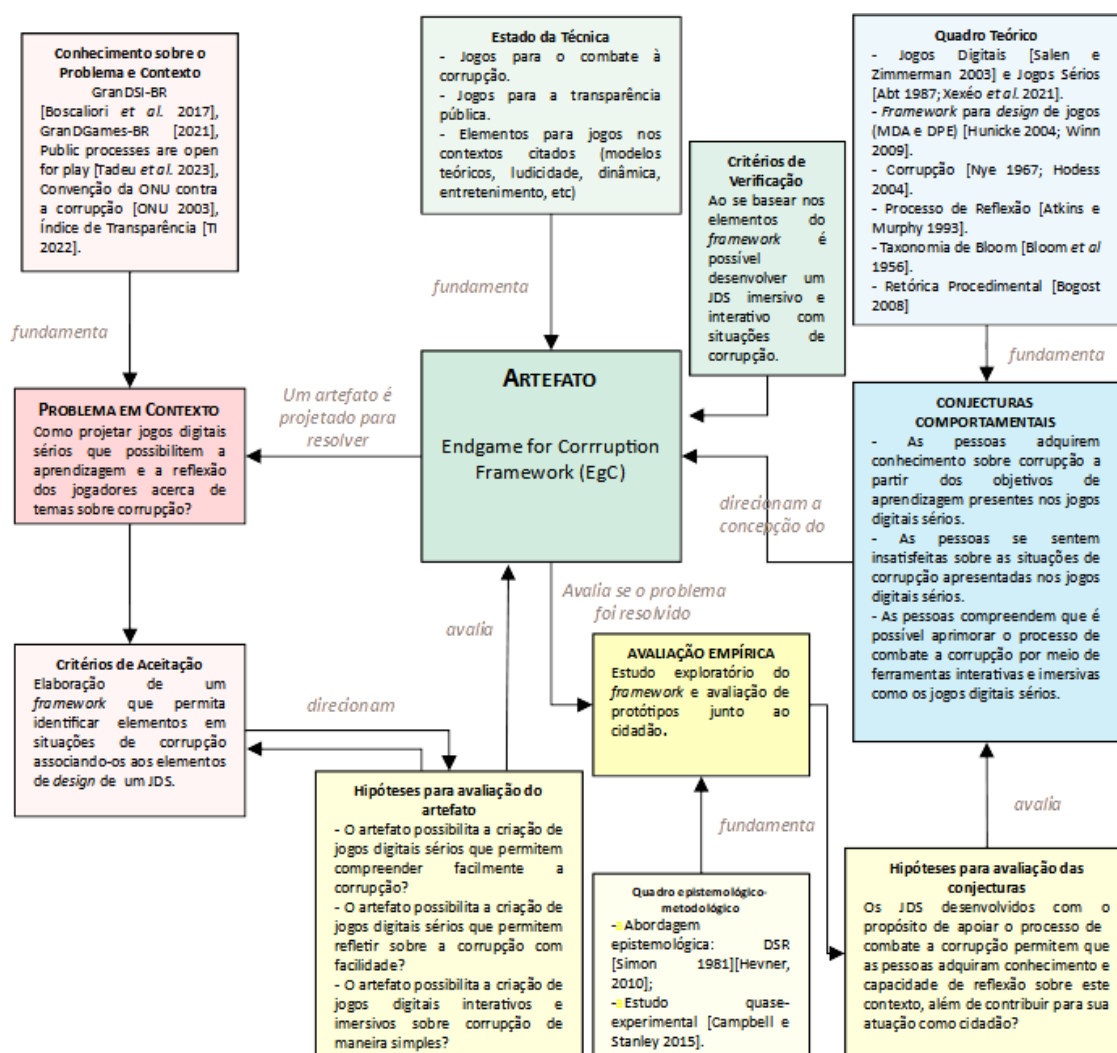 Conhecimento sobre o
Problema e Contexto
GranDSI-BR
[Boscaliori et al. 2017],
GranDGames-BR [2021],
Public processes are open
for play [Tadeu et al. 2023],
Convenção da ONU contra
a corrupção [ONU 2003],
Índice de Transparência [TI
2022].
fundamenta
PROBLEMA EM CONTEXTO
Como projetar jogos digitais
sérios que possibilitem a
aprendizagem e a reflexão
dos jogadores acerca de
temas sobre corrupção?
Critérios de Aceitação
Elaboração de um
framework que permita
identificar elementos em
situações de corrupção
associando-os aos elementos
de design de um JDS.
direcionam
Estado da Técnica
- Jogos para o combate à
corrupção.
- Jogos para a transparência
pública.
- Elementos para jogos nos
contextos citados (modelos
teóricos, ludicidade, dinâmica,
entretenimento, etc)
fundamenta
Um artefato é
projetado para
resolver
ARTEFATO
Endgame for Corrruption
Framework (EgC)
avalia
Avalia se o problema
foi resolvido
Critérios de
Verificação
Ao se basear nos
elementos do
framework é
possível
desenvolver um
JDS imersivo e
interativo com
situações de
corrupção.
Quadro Teórico
- Jogos Digitais [Salen e
Zimmerman 2003] e Jogos Sérios
[Abt 1987; Xexéo et al. 2021].
- Framework para design de jogos
(MDA e DPE) [Hunicke 2004; Winn
2009].
- Corrupção [Nye 1967; Hodess
2004].
- Processo de Reflexão [Atkins e
Murphy 1993].
- Taxonomia de Bloom [Bloom et al
1956].
- Retórica Procedimental [Bogost
2008]
fundamenta
CONJECTURAS
COMPORTAMENTAIS
- As pessoas adquirem
conhecimento sobre corrupção a
partir dos objetivos de
aprendizagem presentes nos jogos
digitais sérios.
- As pessoas se sentem
insatisfeitas sobre as situações de
corrupção apresentadas nos jogos
digitais sérios.
- As pessoas compreendem que é
possível aprimorar o processo de
combate a corrupção por meio de
ferramentas interativas e imersivas
como os jogos digitais sérios.
direcionam a
concepção do
AVALIAÇÃO EMPÍRICA
Estudo exploratório do
framework e avaliação de
protótipos junto ao
cidadão.
fundamenta
avalia
Hipóteses para avaliação do
artefato
- O artefato possibilita a criação de
jogos digitais sérios que permitem
compreender facilmente a
corrupção?
- O artefato possibilita a criação de
jogos digitais sérios que permitem
refletir sobre a corrupção com
facilidade?
- O artefato possibilita a criação de
jogos digitais interativos e
imersivos sobre corrupção de
maneira simples?
Quadro epistemológico-
metodológico
- Abordagem
epistemológica: DSR
[Simon 1981][Hevner,
2010];
- Estudo quase-
experimental [Campbell e
Stanley 2015].
Hipóteses para avaliação das
conjecturas
Os JDS desenvolvidos com o
propósito de apoiar o processo de
combate a corrupção permitem que
as pessoas adquiram conhecimento e
capacidade de reflexão sobre este
contexto, além de contribuir para sua
atuação como cidadão?